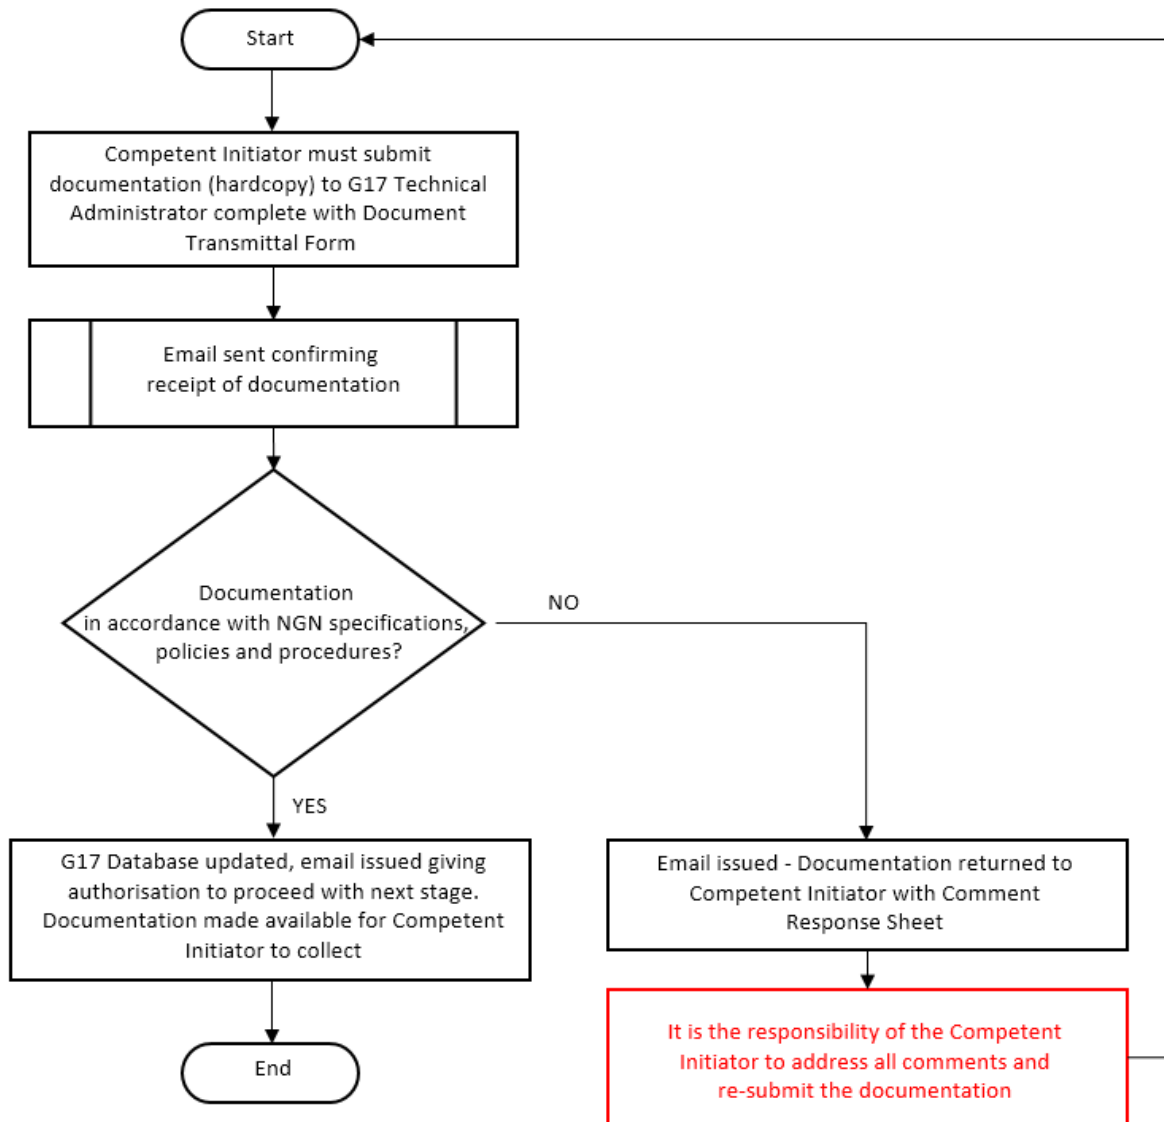 Start
Competent Initiator must submit
documentation (hardcopy) to G17 Technical
Administrator complete with Document
Transmittal Form
Email sent confirming
receipt of documentation
Documentation
in accordance with NGN specifications,
policies and procedures?
NO
YES
G17 Database updated, email issued giving
authorisation to proceed with next stage.
Documentation made available for Competent
Initiator to collect
Email issued - Documentation returned to
Competent Initiator with Comment
Response Sheet
It is the responsibility of the Competent
Initiator to address all comments and
re-submit the documentation
End